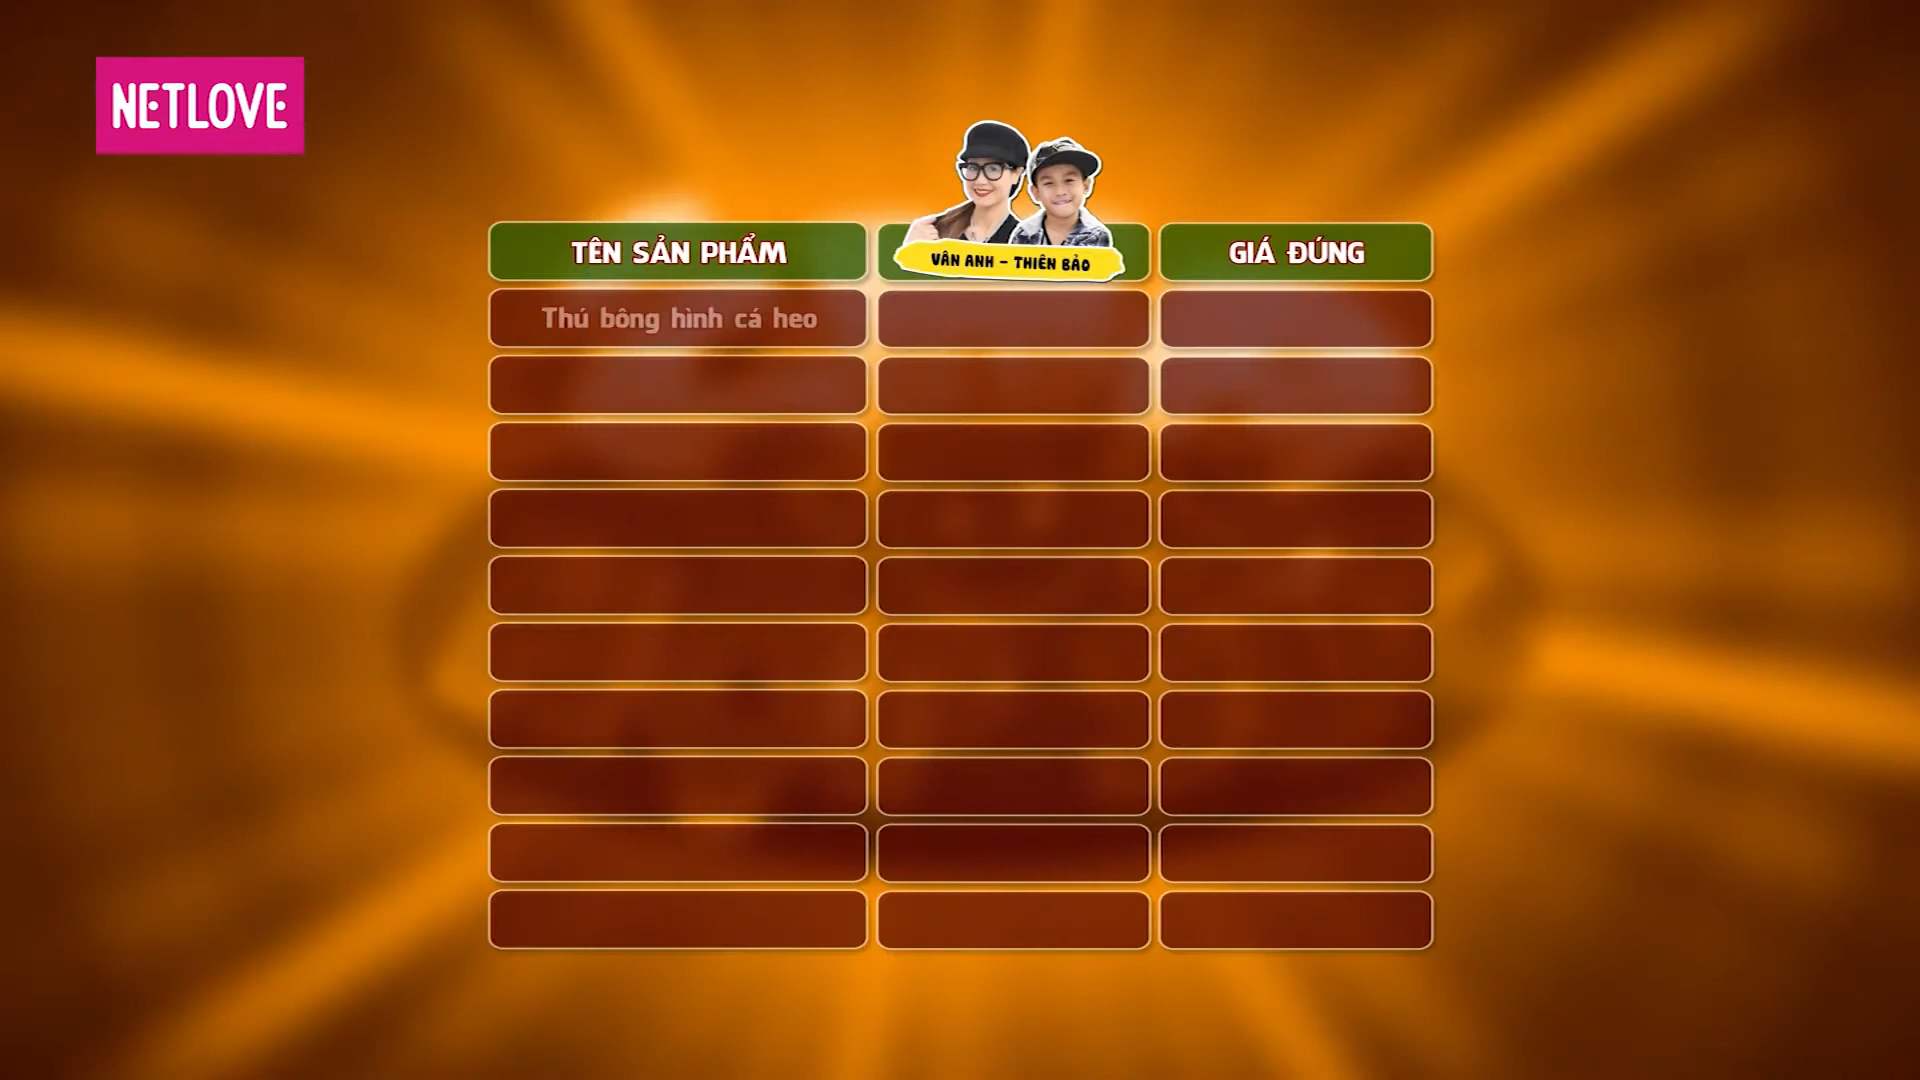 NETLOVE
TÊN SẢN PHẨM
VÂN ANH - THIÊN BẢO
GIÁ ĐÚNG
Thú bông hình cá heo